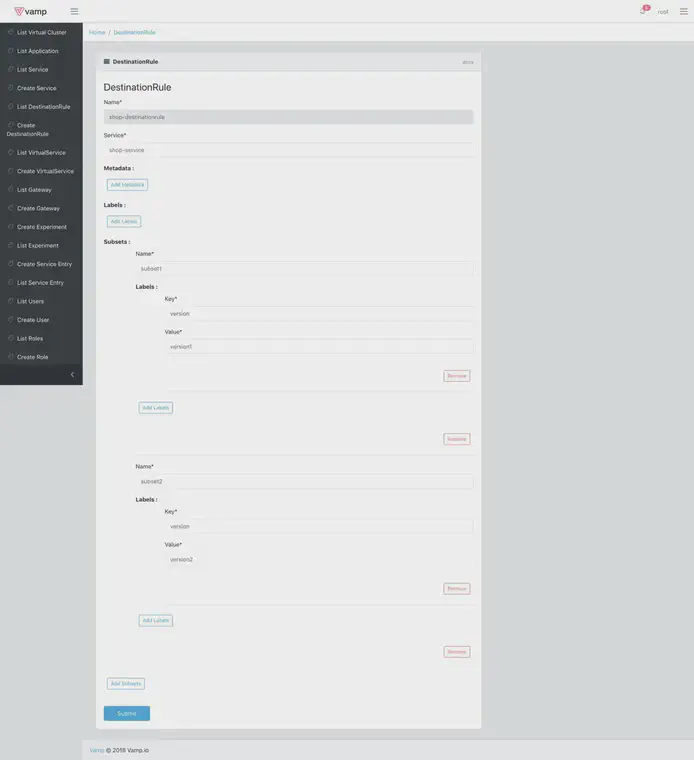 vamp
root
List Virtual Cluster
List Application
List Service
Create Service
List DestinationRule
Create
DestinationRule
List VirtualService
Create VirtualService
List Gateway
Create Gateway
Create Experiment
List Experiment
Create Service Entry
List Service Entry
List Users
Create User
List Roles
Create Role
Home / DestinationRule
DestinationRule
docs
DestinationRule
Name*
shop-destinationrule
Service*
shop-service
Metadata :
Add Metadata
Labels :
Add Labels
Subsets :
Name*
subset1
Labels :
Key*
version
Value*
version1
Remove
Add Labels
Remove
Name*
subset2
Labels :
Key*
version
Value*
version2
Remove
Add Labels
Remove
Add Subsets
Submit
Vamp © 2018 Vamp.io